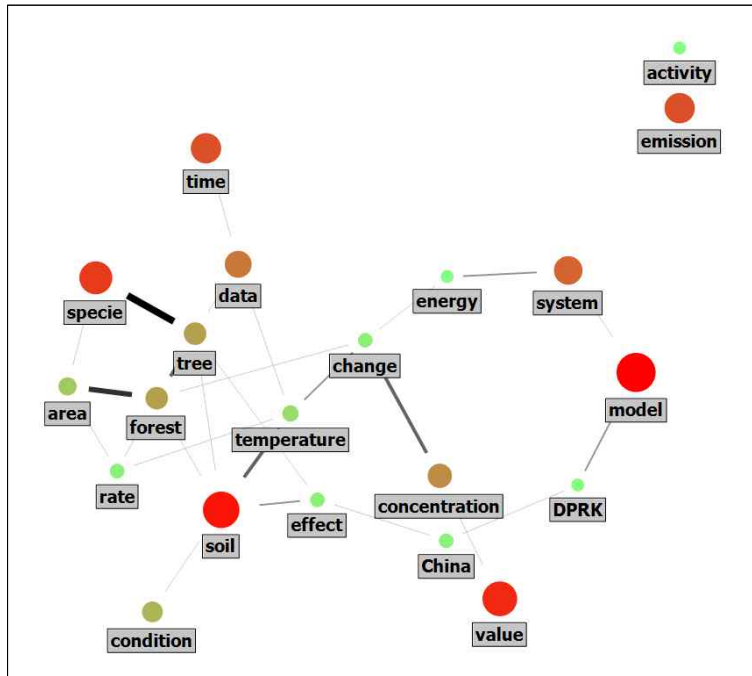 activity
emission
time
specie
data
energy
system
tree
change
area
forest
temperature
model
rate
soil
effect
concentration
DPRK
China
condition
value